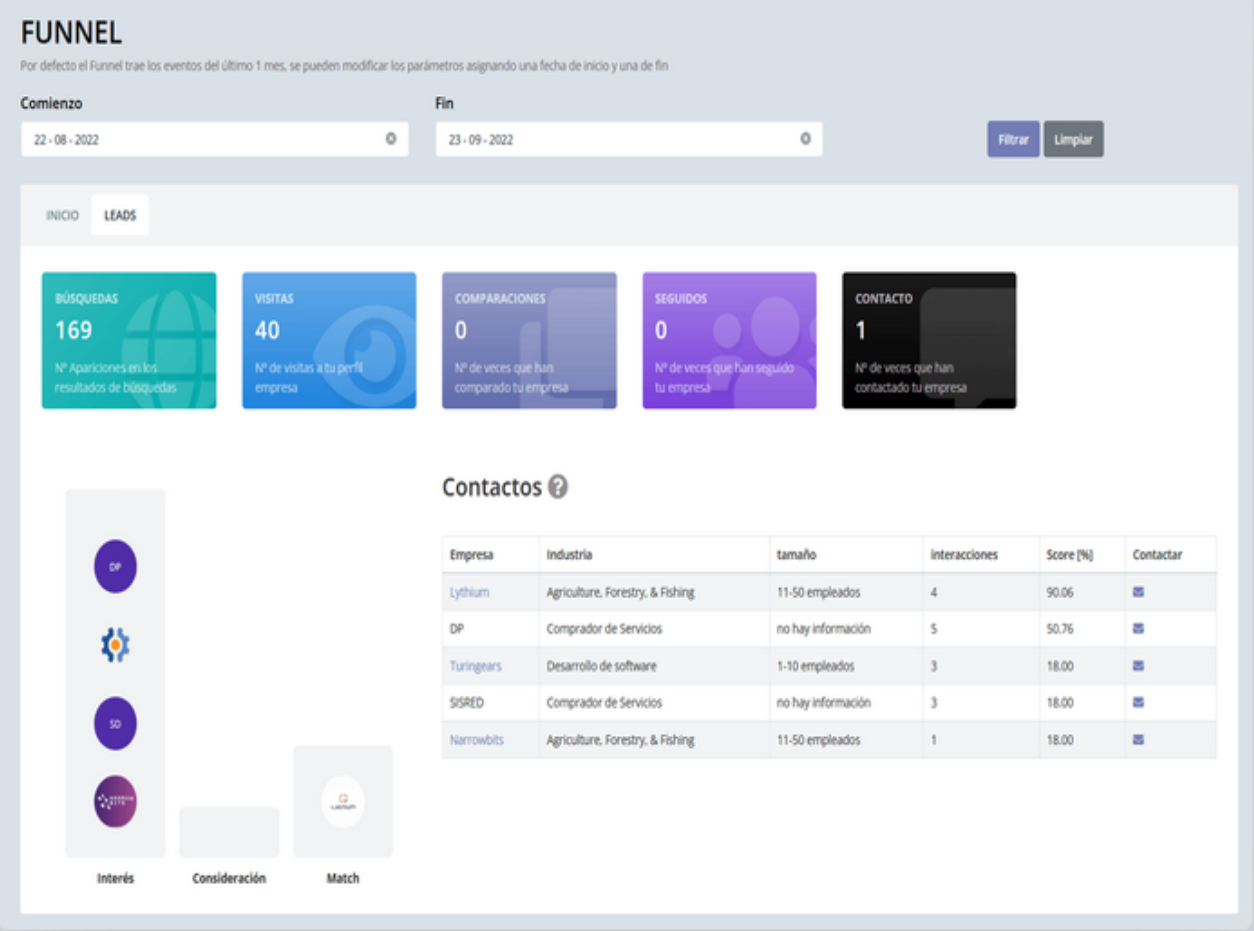 FUNNEL
Por defecto el Funnel trae los eventos del último 1 mes, se pueden modificar los parámetros asignando una fecha de inicio y una de fin
Comienzo
Fin
22 - 08 - 2022
23 - 09 - 2022
Filtrar
Limpiar
INICIO
LEADS
BÚSQUEDAS
169
Nº Apariciones en los
resultados de búsquedas
VISITAS
40
Nº de visitas a tu perfil
empresa
COMPARACIONES
0
Nº de veces que han
comparado tu empresa
SEGUIDOS
0
Nº de veces que han seguido
tu empresa
CONTACTO
1
Nº de veces que han
contactado tu empresa
Contactos ?
Empresa Industria tamaño interacciones Score [%] Contactar
Lythium Agriculture, Forestry, & Fishing 11-50 empleados 4 90.06
DP Comprador de Servicios no hay información 5 50.76
Turingears Desarrollo de software 1-10 empleados 3 18.00
SISRED Comprador de Servicios no hay información 3 18.00
Narrowbits Agriculture, Forestry, & Fishing 11-50 empleados 1 18.00
DP
SD
Interés
Consideración
Match